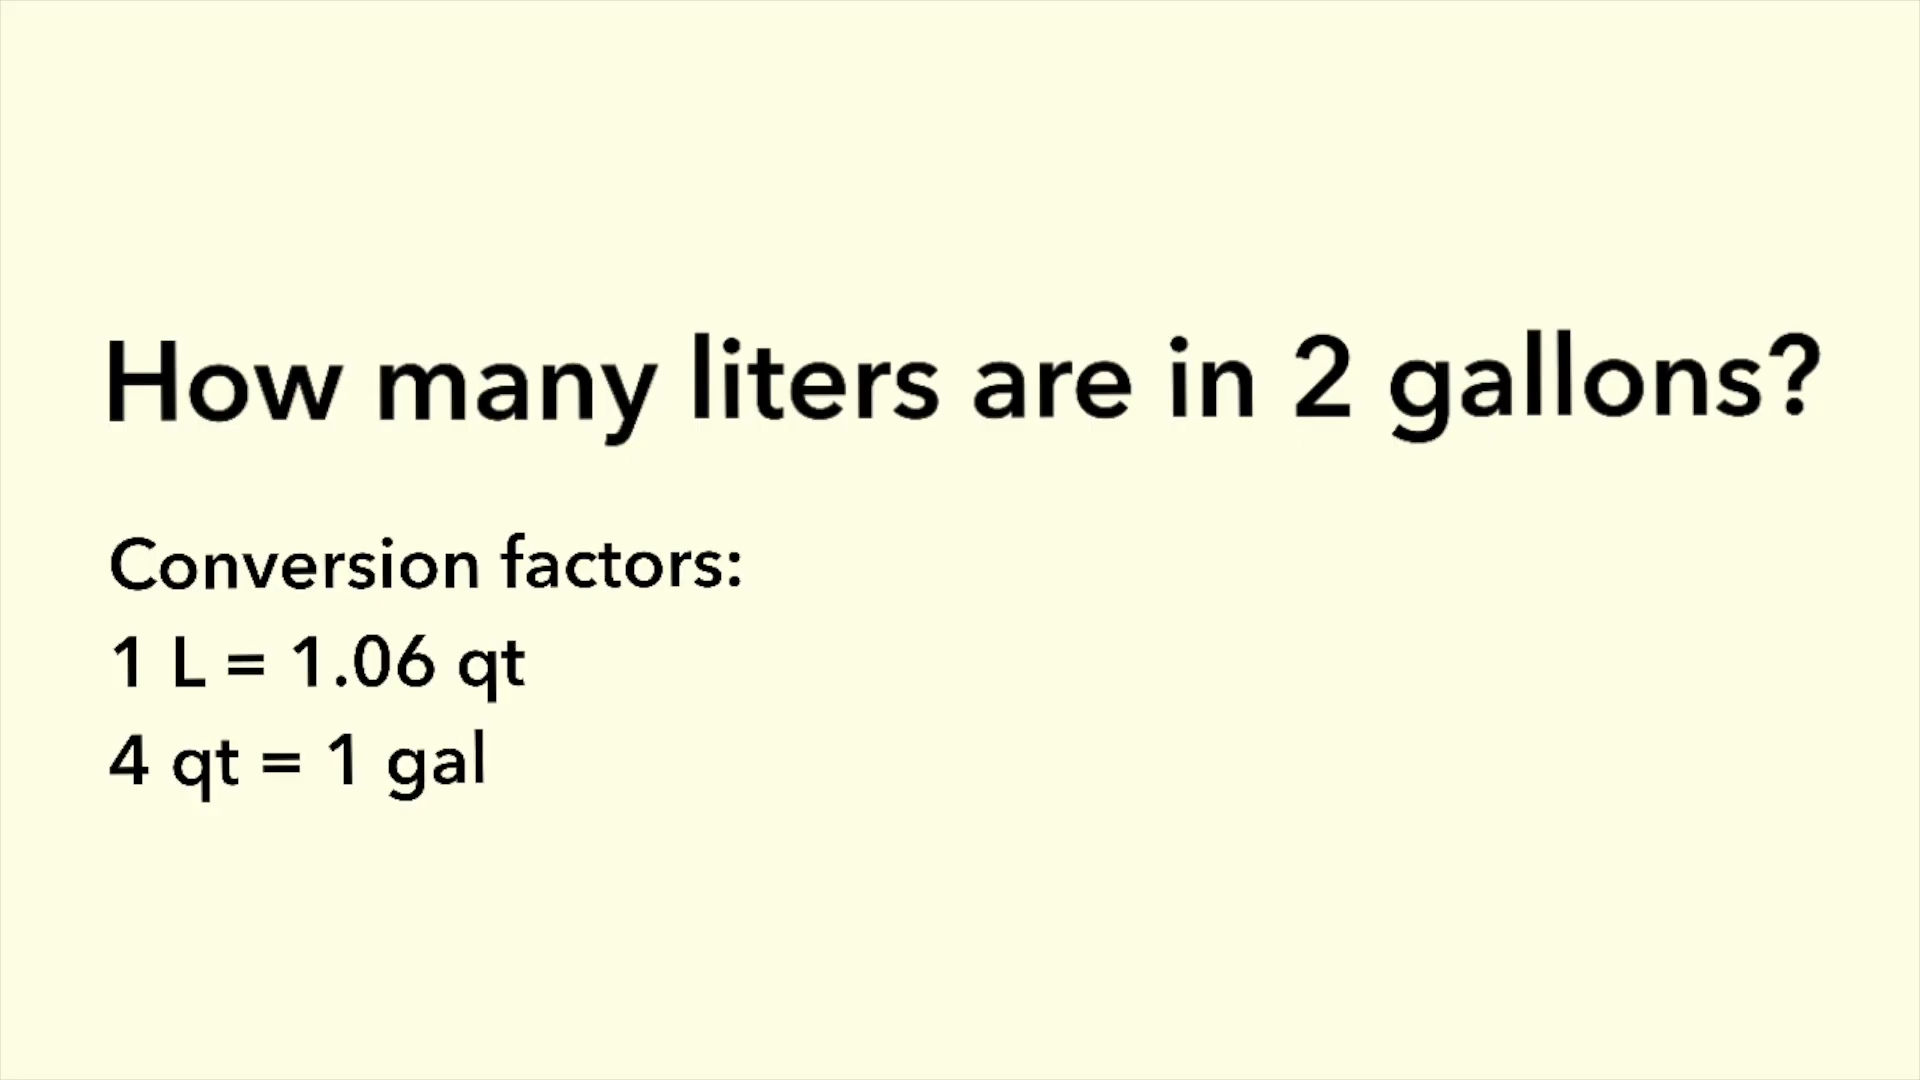 How many liters are in 2 gallons?
Conversion factors:
1 L = 1.06 qt
4 qt = 1 gal